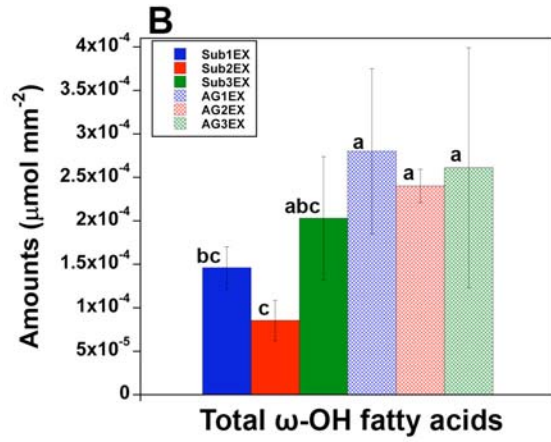 B
Amounts (μmol mm⁻²)
4x10⁻⁴
3.5x10⁻⁴
3x10⁻⁴
2.5x10⁻⁴
2x10⁻⁴
1.5x10⁻⁴
1x10⁻⁴
5x10⁻⁵
0
Sub1EX
Sub2EX
Sub3EX
AG1EX
AG2EX
AG3EX
bc
c
abc
a
a
a
Total ω-OH fatty acids